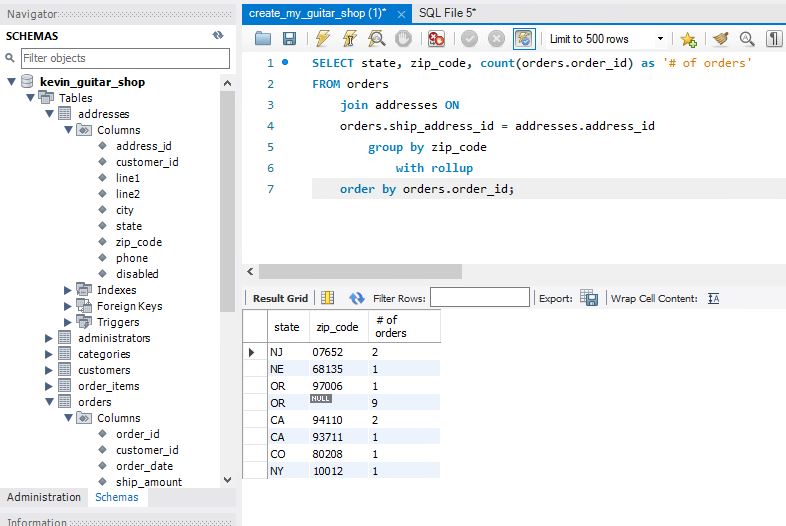 Navigator
SCHEMAS
Filter objects
kevin_guitar_shop
Tables
addresses
Columns
address_id
customer_id
line1
line2
city
state
zip_code
phone
disabled
Indexes
Foreign Keys
Triggers
administrators
categories
customers
order_items
orders
Columns
order_id
customer_id
order_date
ship_amount
Administration Schemas
Information
create_my_guitar_shop (1)* SQL File 5*
Limit to 500 rows
1 SELECT state, zip_code, count(orders.order_id) as '# of orders'
2 FROM orders
3 join addresses ON
4 orders.ship_address_id = addresses.address_id
5 group by zip_code
6 with rollup
7 order by orders.order_id;
Result Grid Filter Rows: Export: Wrap Cell Content: IA
state zip_code # of orders
NJ 07652 2
NE 68135 1
OR 97006 1
OR NULL 9
CA 94110 2
CA 93711 1
CO 80208 1
NY 10012 1